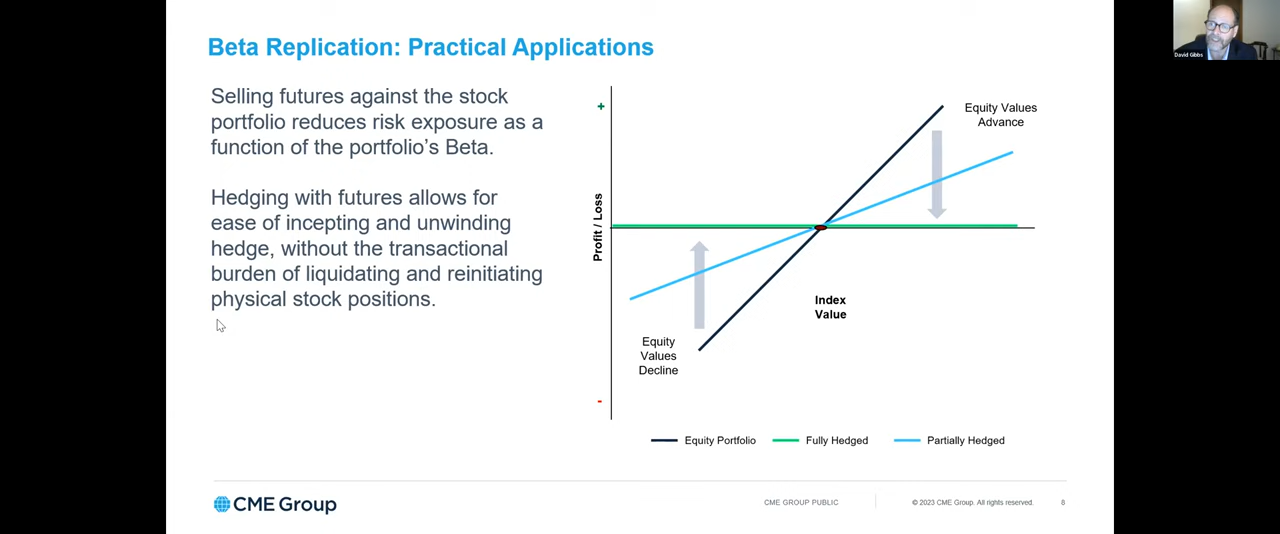 Beta Replication: Practical Applications
Selling futures against the stock
portfolio reduces risk exposure as a
function of the portfolio's Beta.
Hedging with futures allows for
ease of incepting and unwinding
hedge, without the transactional
burden of liquidating and reinitiating
physical stock positions.
+
Profit / Loss
-
Equity Values
Advance
Index
Value
Equity
Values
Decline
Equity Portfolio
Fully Hedged
Partially Hedged
CME Group
CME GROUP PUBLIC
© 2023 CME Group. All rights reserved.
8
David Gibbs